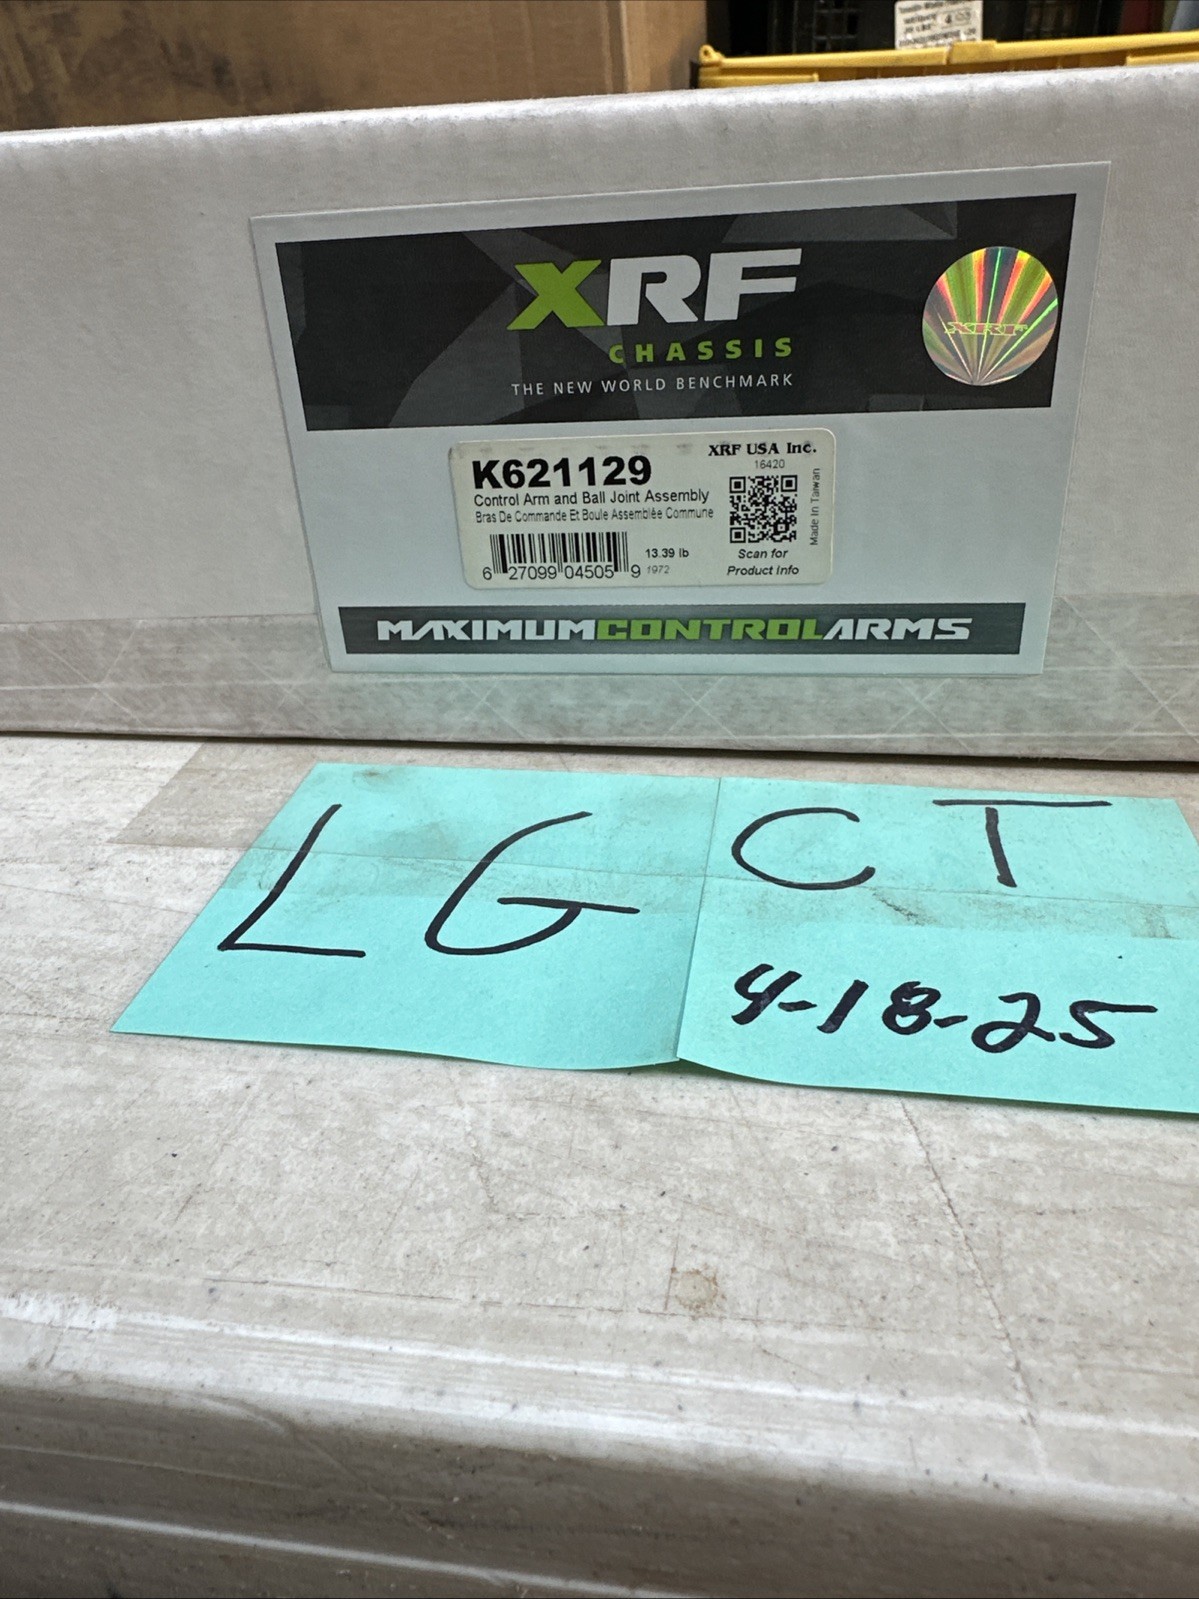 XRF
CHASSIS
THE NEW WORLD BENCHMARK
XRF
K621129
XRF USA Inc.
16420
Control Arm and Ball Joint Assembly
Bras De Commande Et Boule Assemblée Commune
Made In Taiwan
13.39 lb
6 27099 04505 9
1972
Scan for
Product Info
MAXIMUMCONTROLARMS
LG CT
4-18-25